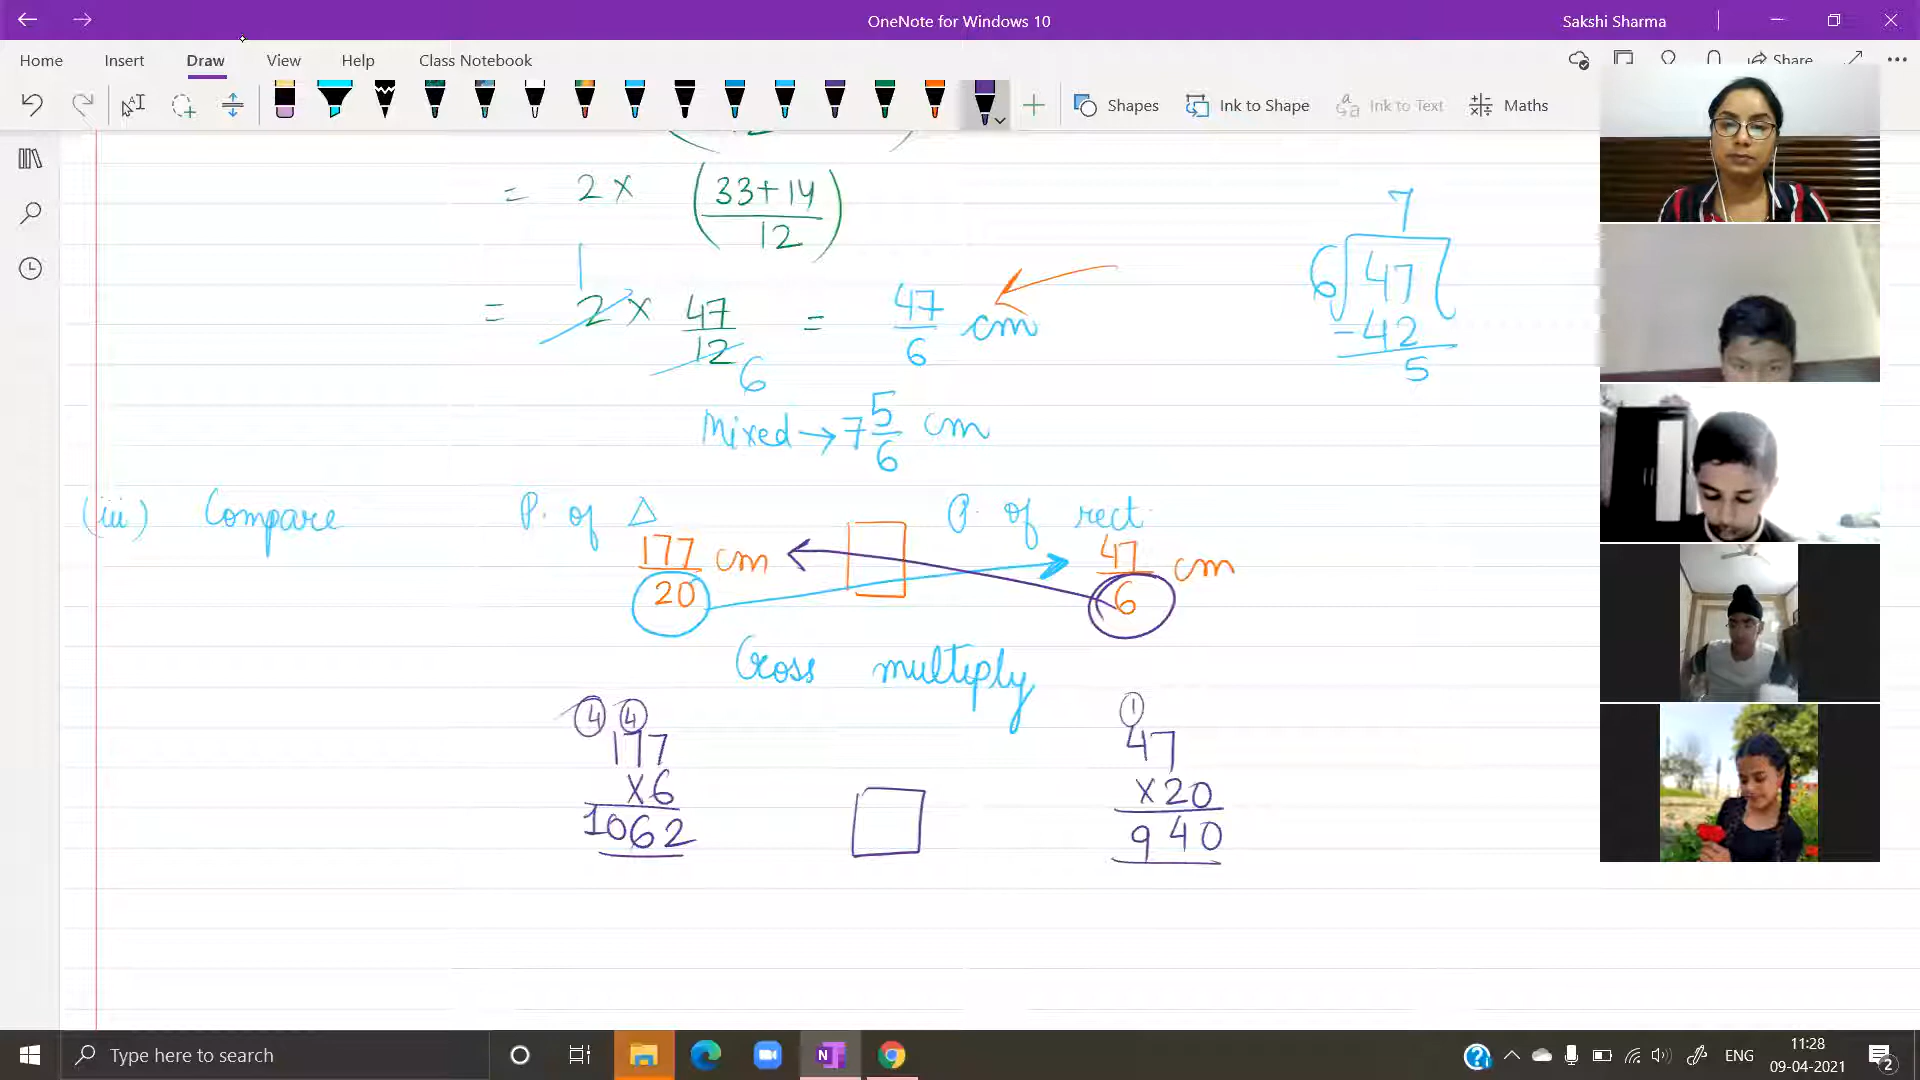 OneNote for Windows 10
Sakshi Sharma
Home Insert Draw View Help Class Notebook Share
Shapes Ink to Shape Ink to Text Maths
= 2 × (33+14/12)
= 2 × 47/12 = 47/6 cm
1
6
Mixed → 7 5/6 cm
7
6 47
-42
5
(iii) Compare P. of △ P. of rect.
177/20 cm 47/6 cm
Cross multiply
4 4
177
×6
1062
1
47
×20
940
Type here to search
ENG
11:28
09-04-2021
2